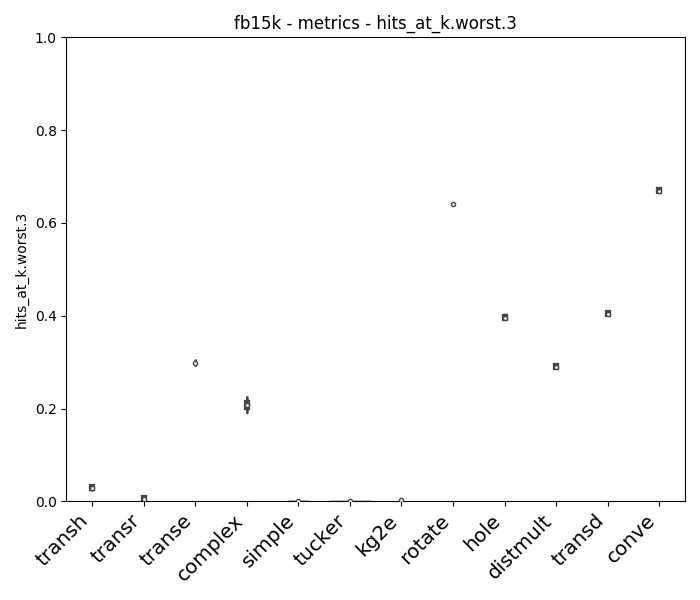 fb15k - metrics - hits_at_k.worst.3
1.0
0.8
0.6
0.4
0.2
0.0
hits_at_k.worst.3
transh
transr
transe
complex
simple
tucker
kg2e
rotate
hole
distmult
transd
conve